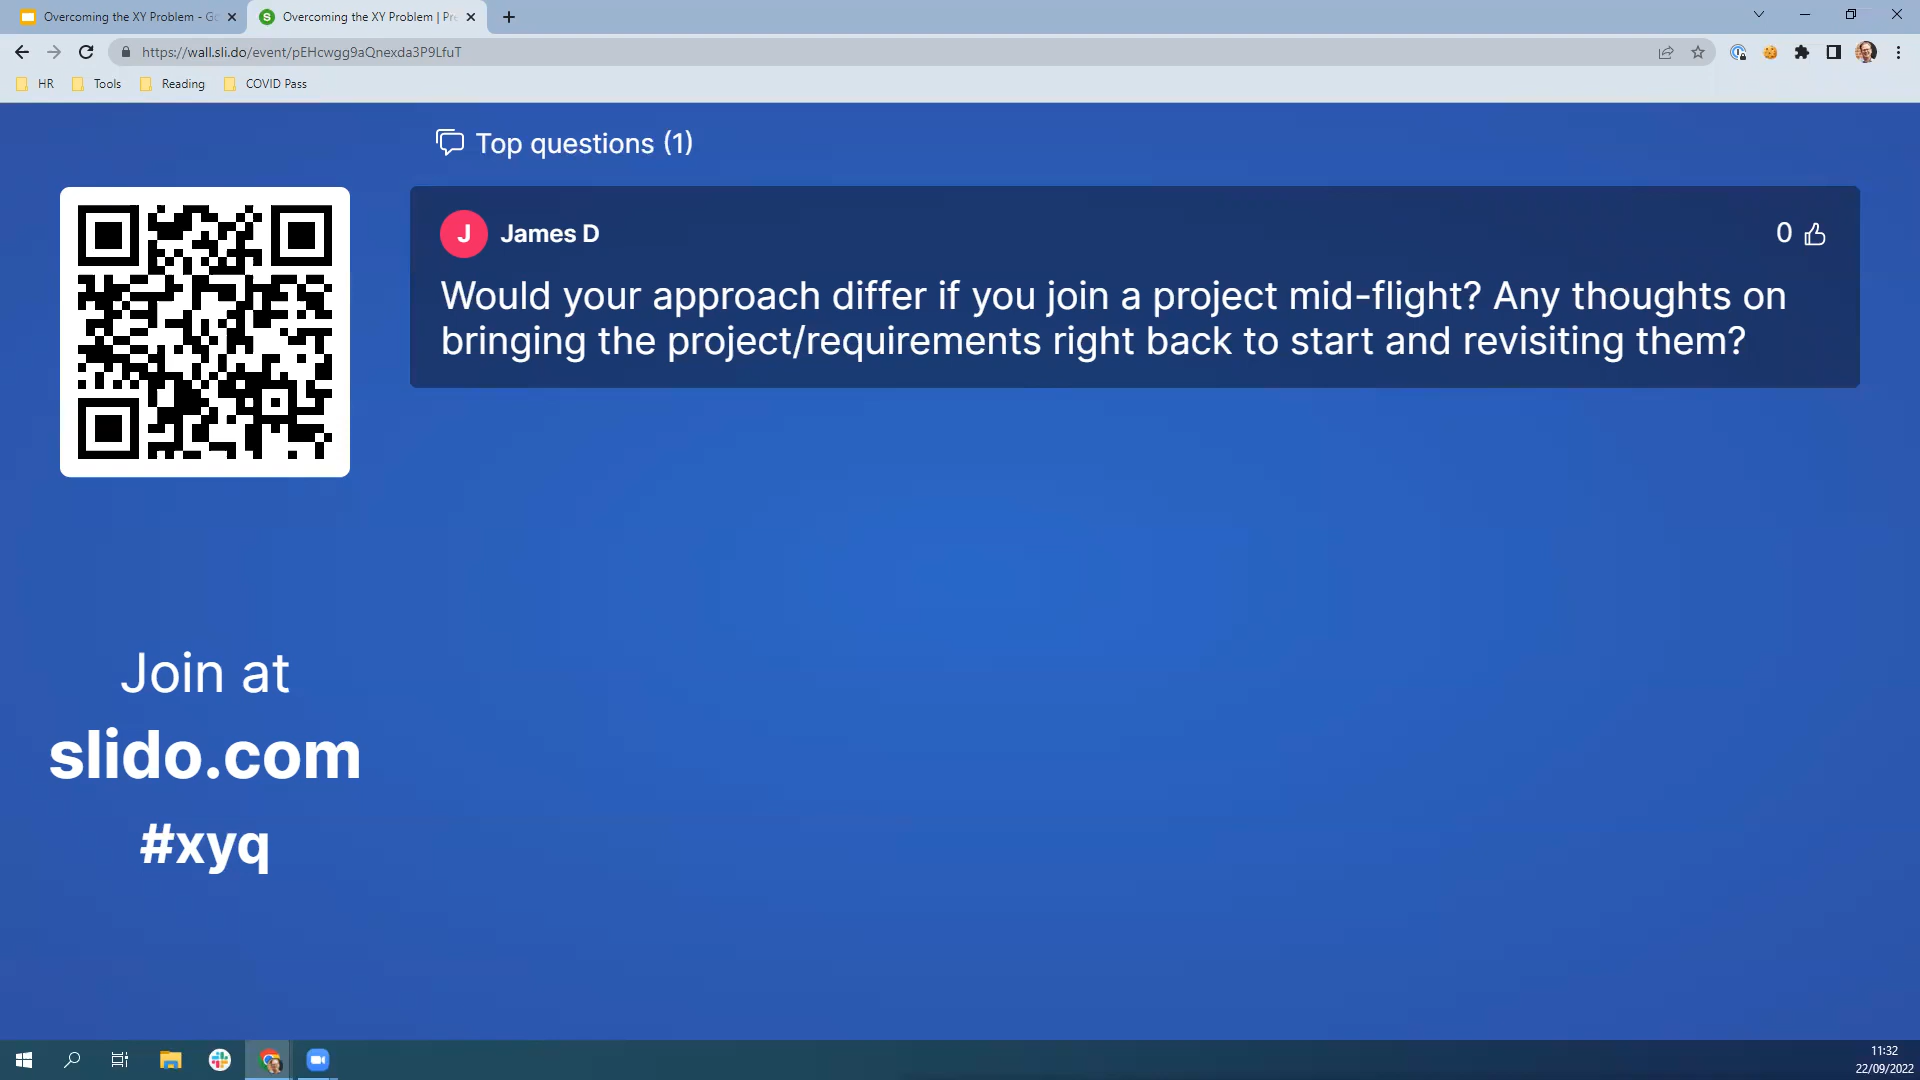 Overcoming the XY Problem - Go
Overcoming the XY Problem | Pre
https://wall.sli.do/event/pEHcwgg9aQnexda3P9LfuT
HR
Tools
Reading
COVID Pass
Top questions (1)
J
James D
0
Would your approach differ if you join a project mid-flight? Any thoughts on
bringing the project/requirements right back to start and revisiting them?
Join at
slido.com
#xyq
11:32
22/09/2022